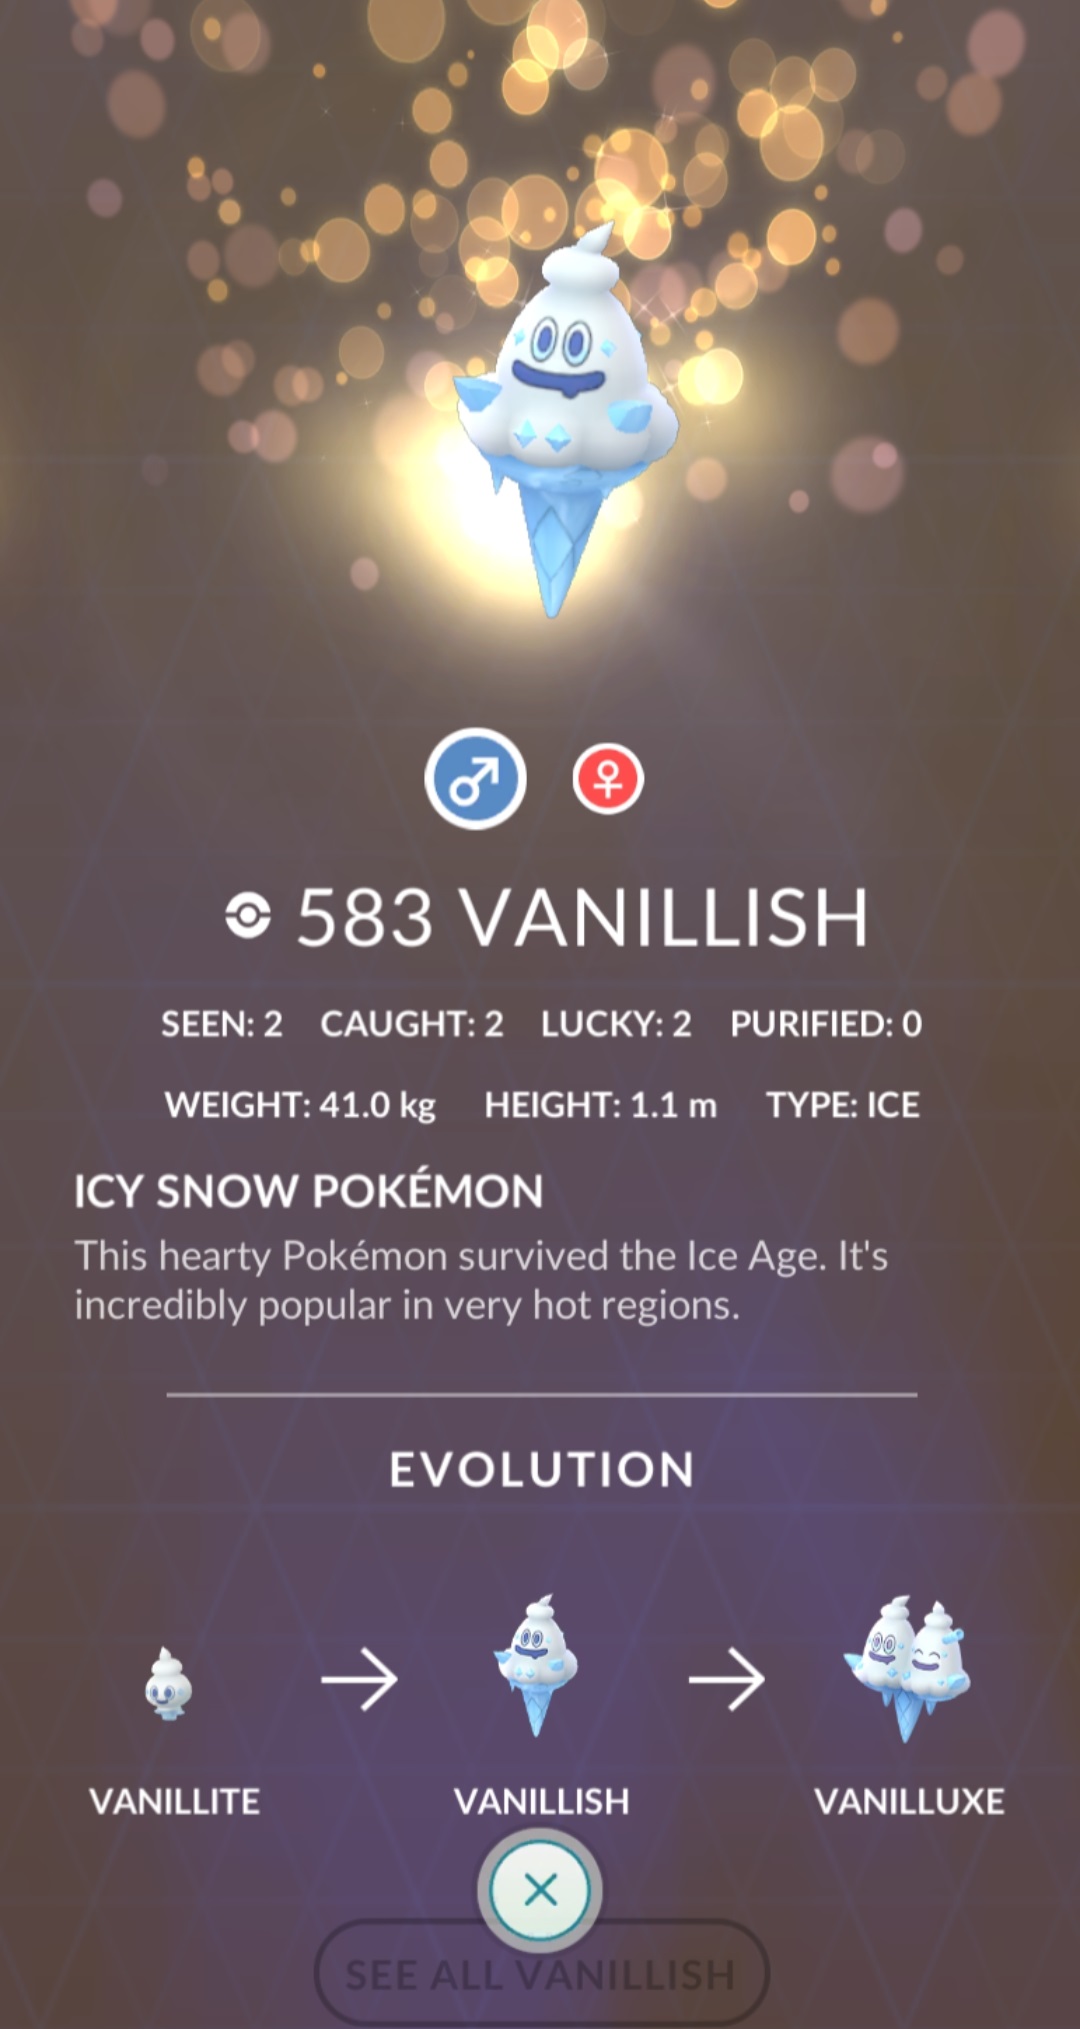 583 VANILLISH
SEEN: 2 CAUGHT: 2 LUCKY: 2 PURIFIED: 0
WEIGHT: 41.0 kg HEIGHT: 1.1 m TYPE: ICE
ICY SNOW POKÉMON
This hearty Pokémon survived the Ice Age. It's
incredibly popular in very hot regions.
EVOLUTION
VANILLITE VANILLISH VANILLUXE
SEE ALL VANILLISH